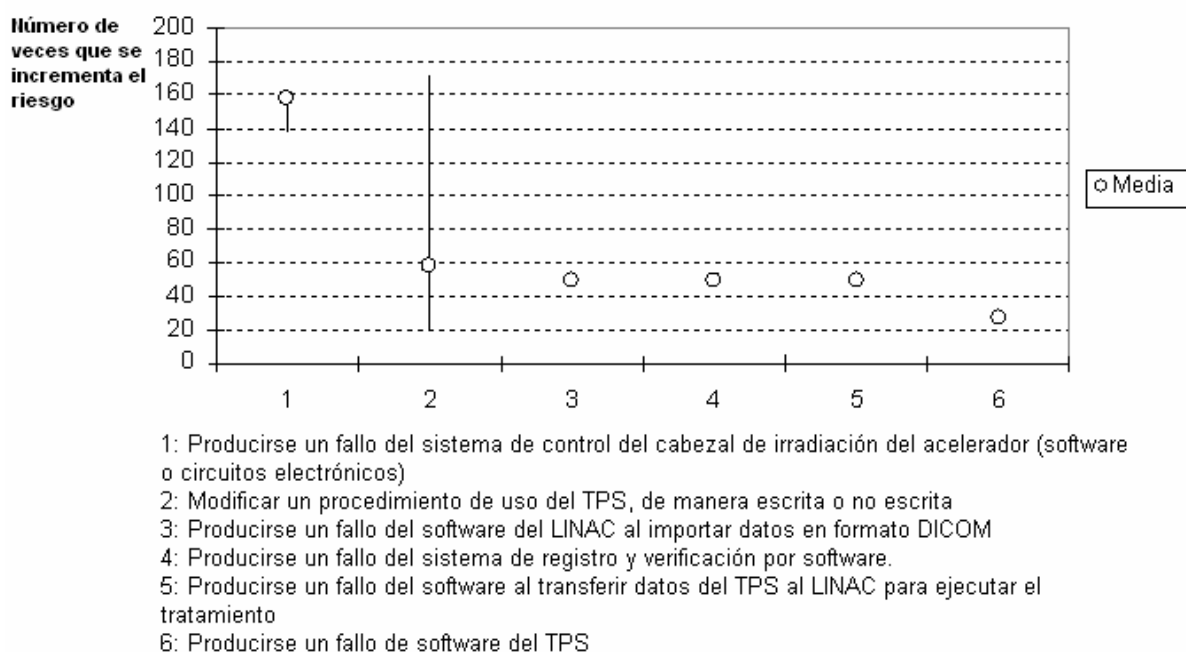 Número de
veces que se
incrementa el
riesgo
200
180
160
140
120
100
80
60
40
20
0
1 2 3 4 5 6
Media
1: Producirse un fallo del sistema de control del cabezal de irradiación del acelerador (software
o circuitos electrónicos)
2: Modificar un procedimiento de uso del TPS, de manera escrita o no escrita
3: Producirse un fallo del software del LINAC al importar datos en formato DICOM
4: Producirse un fallo del sistema de registro y verificación por software.
5: Producirse un fallo del software al transferir datos del TPS al LINAC para ejecutar el
tratamiento
6: Producirse un fallo de software del TPS